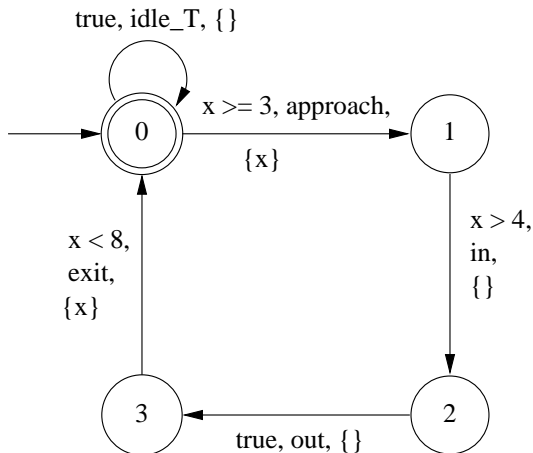 true, idle_T, {}
x >= 3, approach,
{x}
0
1
x < 8,
exit,
{x}
x > 4,
in,
{}
3
2
true, out, {}